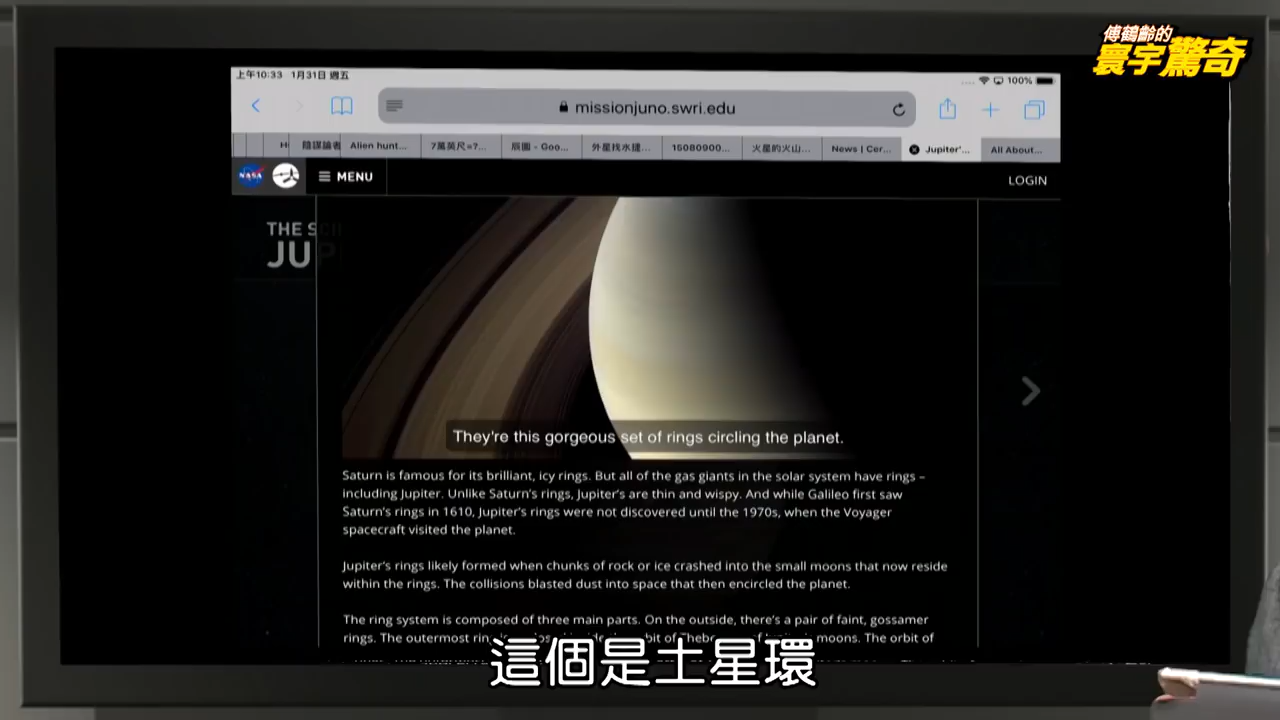 傅鶴齡的
寰宇驚奇
上午10:33 1月31日 週五
100%
missionjuno.swri.edu
陰謀論者
Alien hunt...
7萬英尺=?...
扇圖 - Goo...
外星找水提...
15080900...
火星的火山...
News | Cer...
Jupiter'...
All About...
NASA
MENU
LOGIN
THE SCI
JUP
They're this gorgeous set of rings circling the planet.
Saturn is famous for its brilliant, icy rings. But all of the gas giants in the solar system have rings –
including Jupiter. Unlike Saturn's rings, Jupiter's are thin and wispy. And while Galileo first saw
Saturn's rings in 1610, Jupiter's rings were not discovered until the 1970s, when the Voyager
spacecraft visited the planet.
Jupiter's rings likely formed when chunks of rock or ice crashed into the small moons that now reside
within the rings. The collisions blasted dust into space that then encircled the planet.
The ring system is composed of three main parts. On the outside, there's a pair of faint, gossamer
rings. The outermost ring moons. The orbit of
這個是土星環